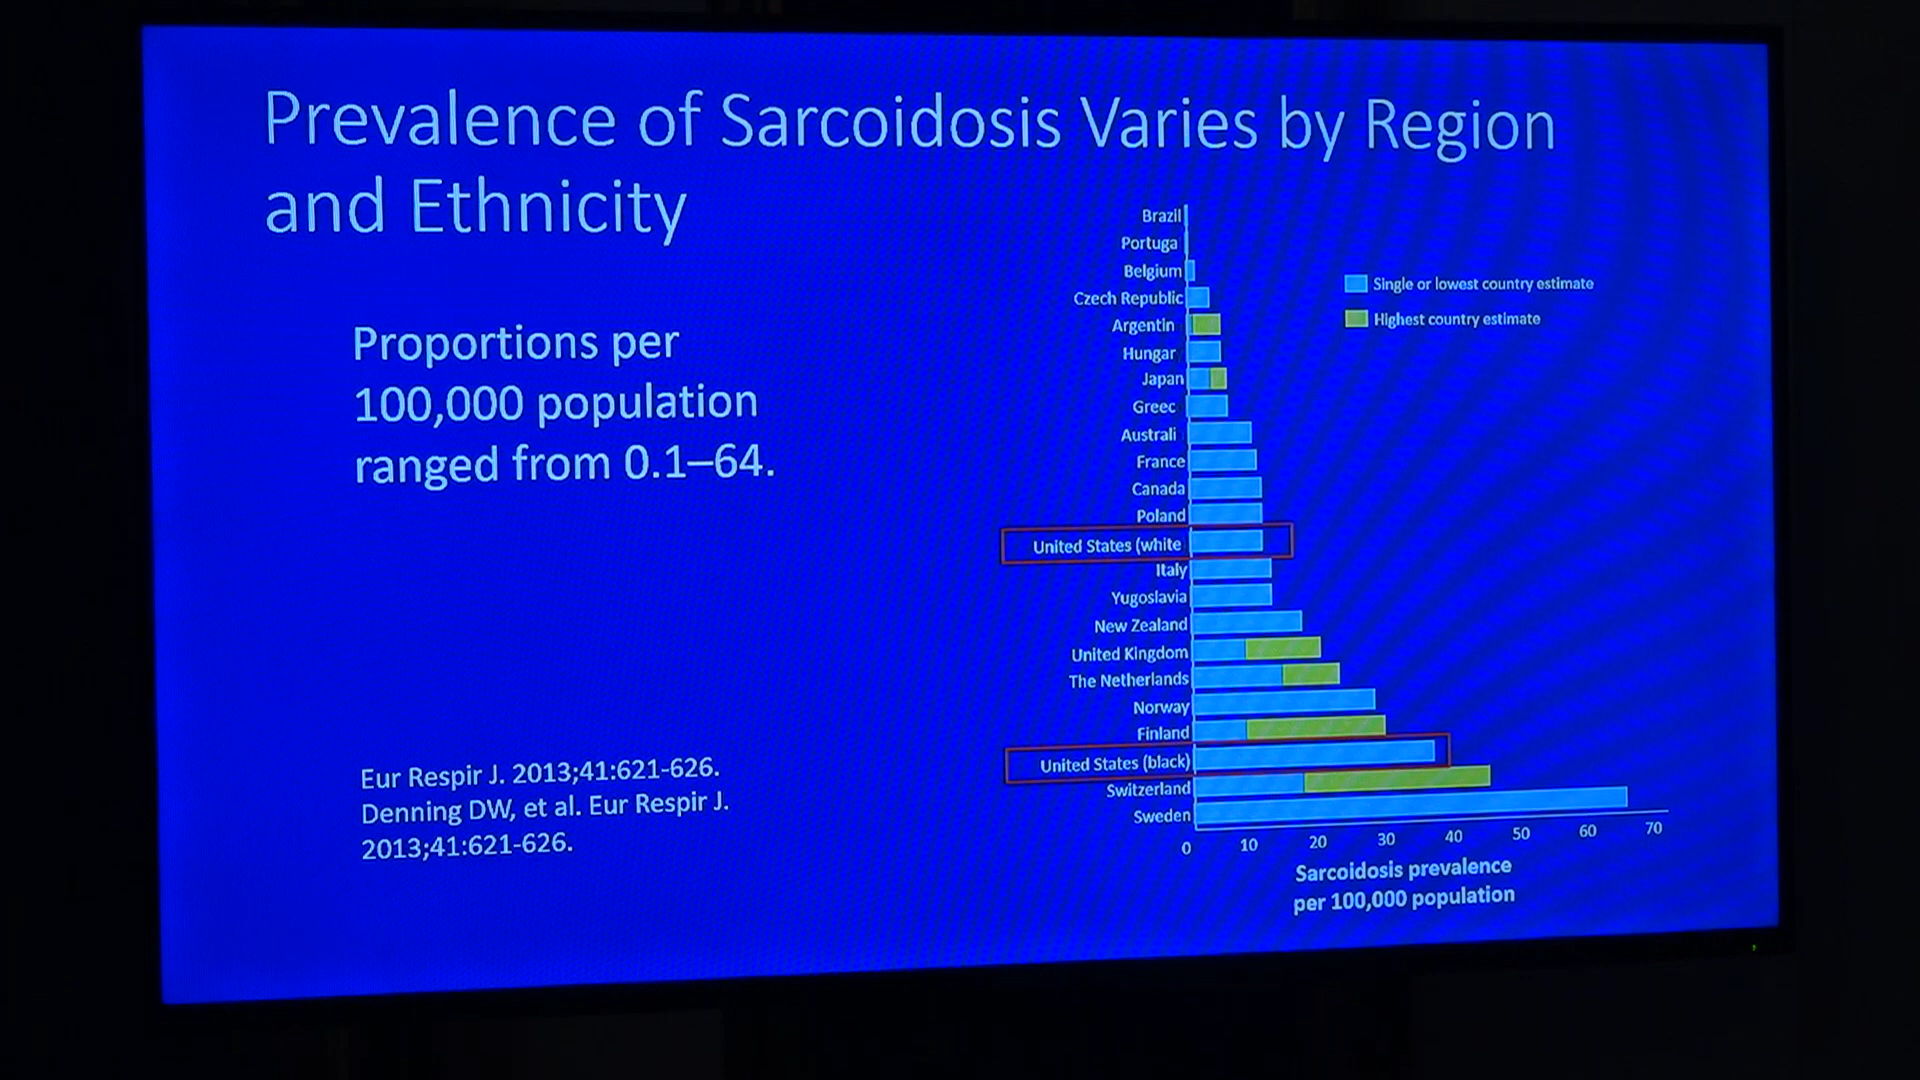 Prevalence of Sarcoidosis Varies by Region
and Ethnicity
Proportions per
100,000 population
ranged from 0.1–64.
Eur Respir J. 2013;41:621-626.
Denning DW, et al. Eur Respir J.
2013;41:621-626.
Brazil
Portuga
Belgium
Czech Republic
Argentin
Hungar
Japan
Greec
Australi
France
Canada
Poland
United States (white
Italy
Yugoslavia
New Zealand
United Kingdom
The Netherlands
Norway
Finland
United States (black)
Switzerland
Sweden
Single or lowest country estimate
Highest country estimate
0 10 20 30 40 50 60 70
Sarcoidosis prevalence
per 100,000 population